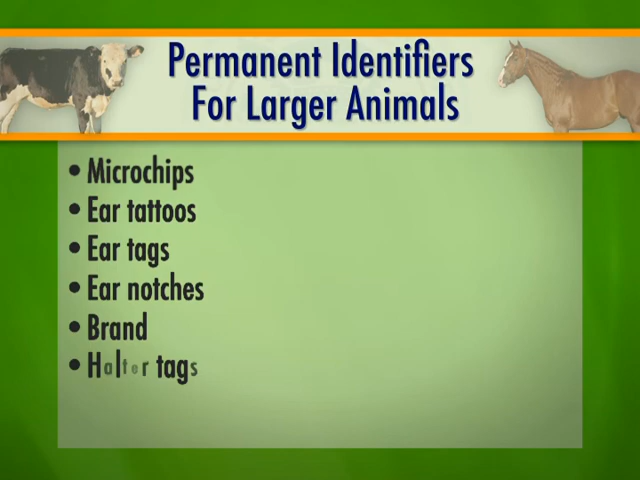 Permanent Identifiers
For Larger Animals
• Microchips
• Ear tattoos
• Ear tags
• Ear notches
• Brand
• Halter tags